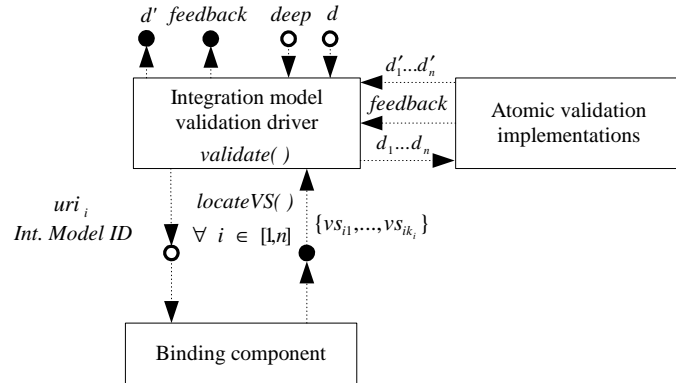 d' feedback deep d
Integration model
validation driver
validate( )
d'₁...d'ₙ
feedback
d₁...dₙ
Atomic validation
implementations
uri ᵢ
Int. Model ID
locateVS( )
∀ i ∈ [1,n]
{vsᵢ₁,...,vsᵢₖᵢ}
Binding component